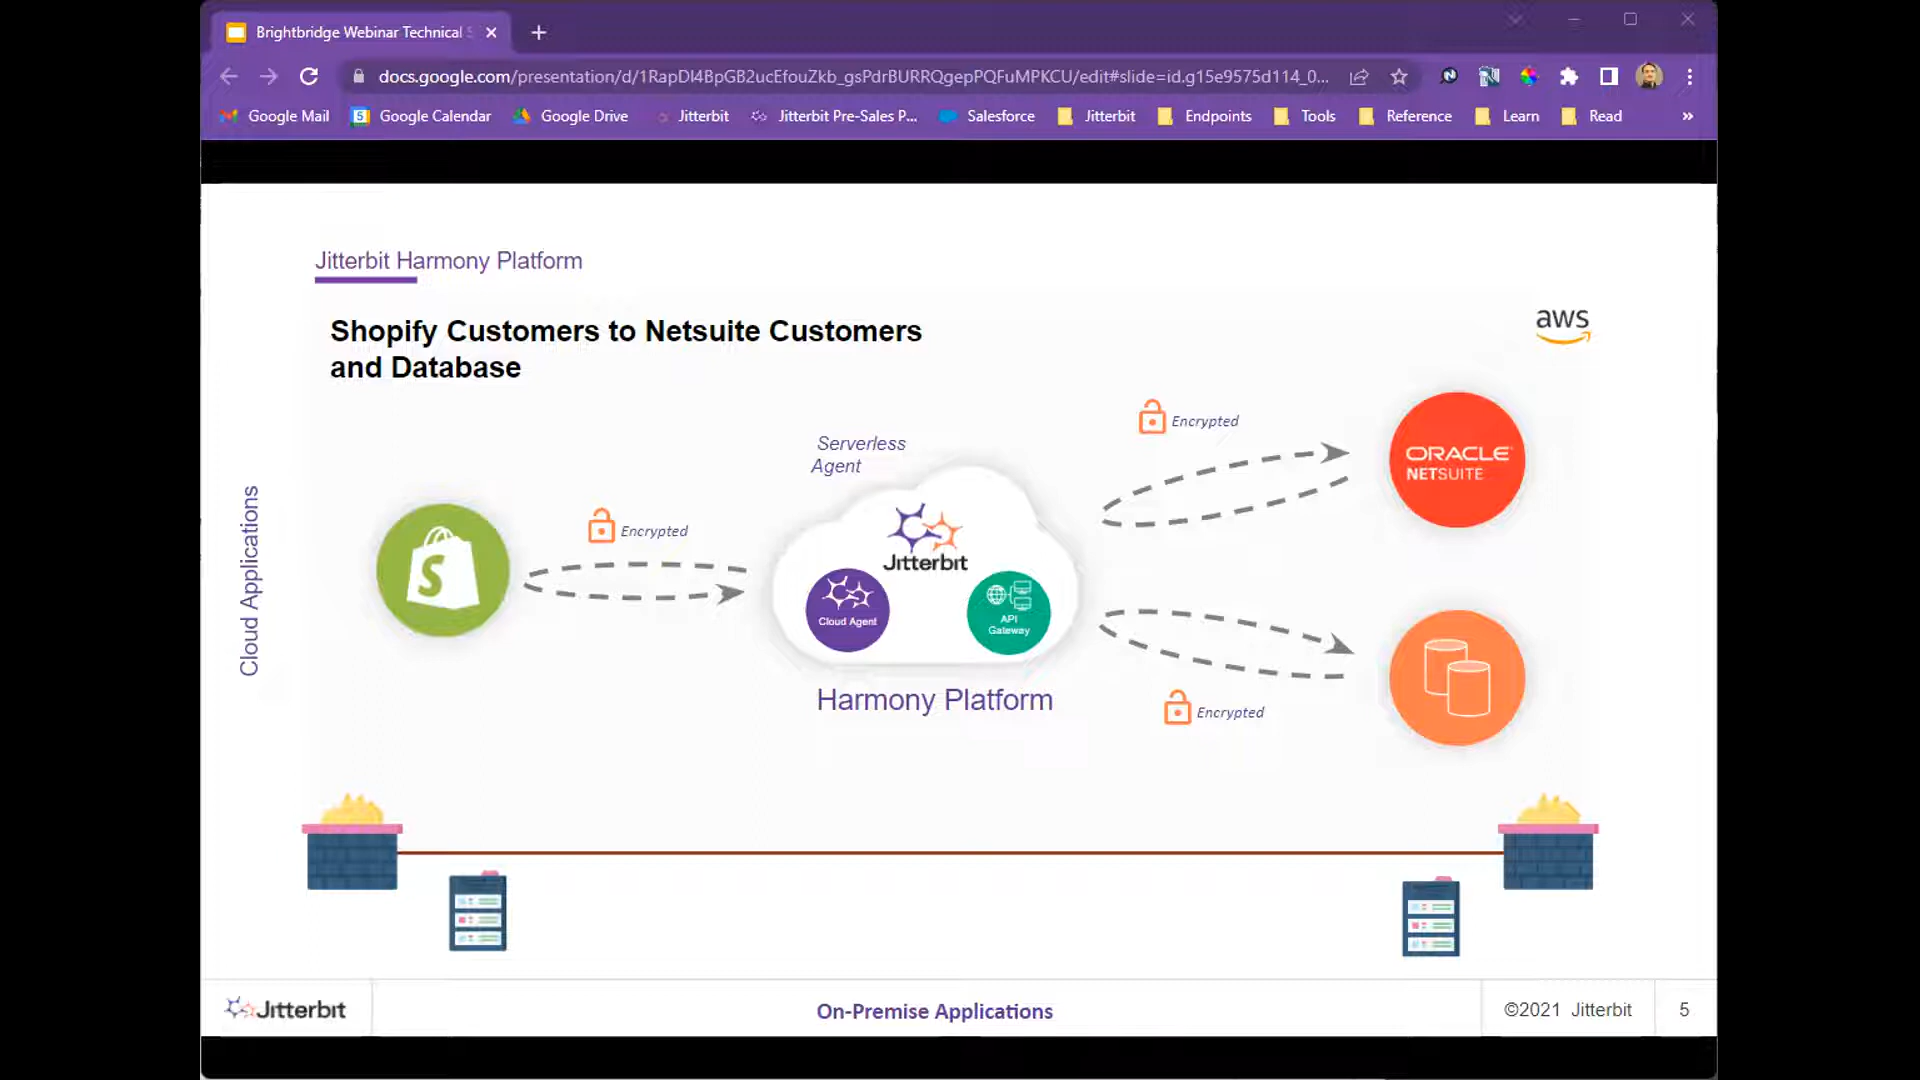 Brightbridge Webinar Technical S
docs.google.com/presentation/d/1RapDl4BpGB2ucEfouZkb_gsPdrBURRQgepPQFuMPKCU/edit#slide=id.g15e9575d114_0...
Google Mail
5
Google Calendar
Google Drive
Jitterbit
Jitterbit Pre-Sales P...
Salesforce
Jitterbit
Endpoints
Tools
Reference
Learn
Read
»
Jitterbit Harmony Platform
Shopify Customers to Netsuite Customers
and Database
aws
Cloud Applications
S
Encrypted
Serverless
Agent
Jitterbit
Cloud Agent
API
Gateway
Harmony Platform
Encrypted
ORACLE
NETSUITE
Encrypted
Jitterbit
On-Premise Applications
©2021 Jitterbit
5